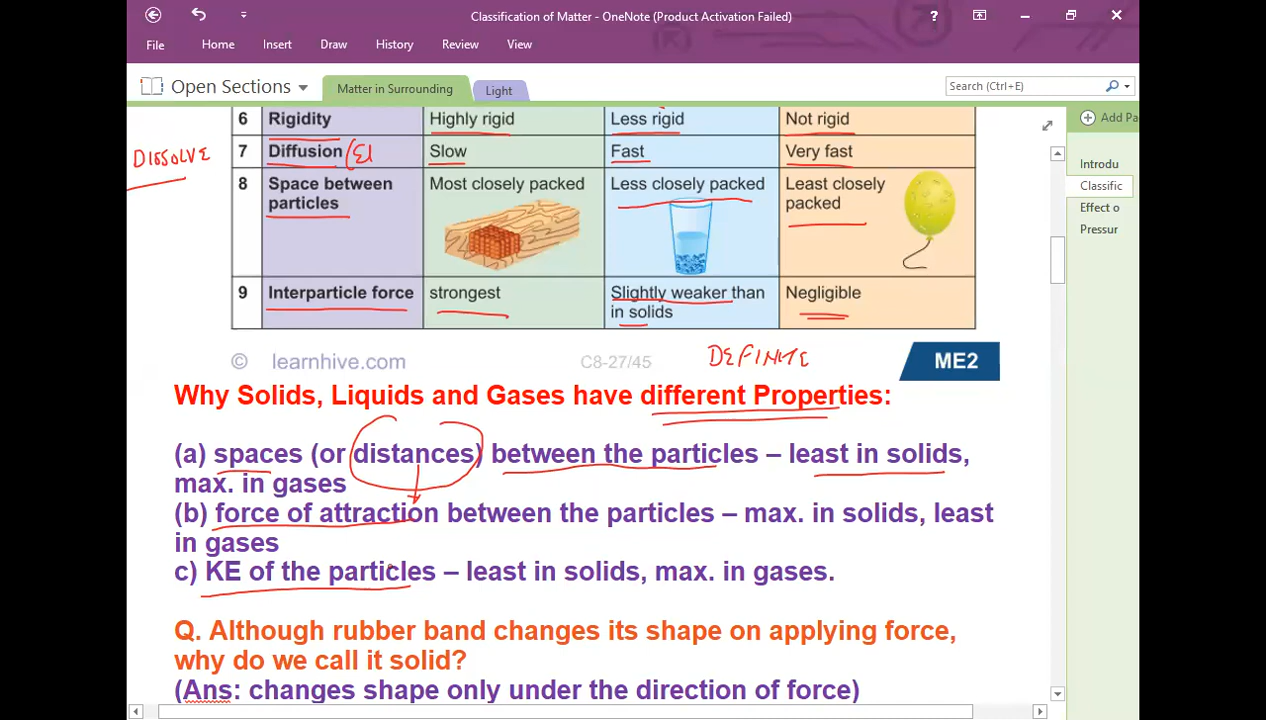 Classification of Matter - OneNote (Product Activation Failed)
?
File Home Insert Draw History Review View
Open Sections Matter in Surrounding Light Search (Ctrl+E)
Add Pa
Introdu
Classific
Effect o
Pressur
6 Rigidity Highly rigid Less rigid Not rigid
DISSOLVE
7 Diffusion Slow Fast Very fast
8 Space between particles Most closely packed Less closely packed Least closely packed
9 Interparticle force strongest Slightly weaker than in solids Negligible
© learnhive.com C8-27/45 DEFINITE ME2
Why Solids, Liquids and Gases have different Properties:
(a) spaces (or distances) between the particles – least in solids,
max. in gases
(b) force of attraction between the particles – max. in solids, least
in gases
c) KE of the particles – least in solids, max. in gases.
Q. Although rubber band changes its shape on applying force,
why do we call it solid?
(Ans: changes shape only under the direction of force)